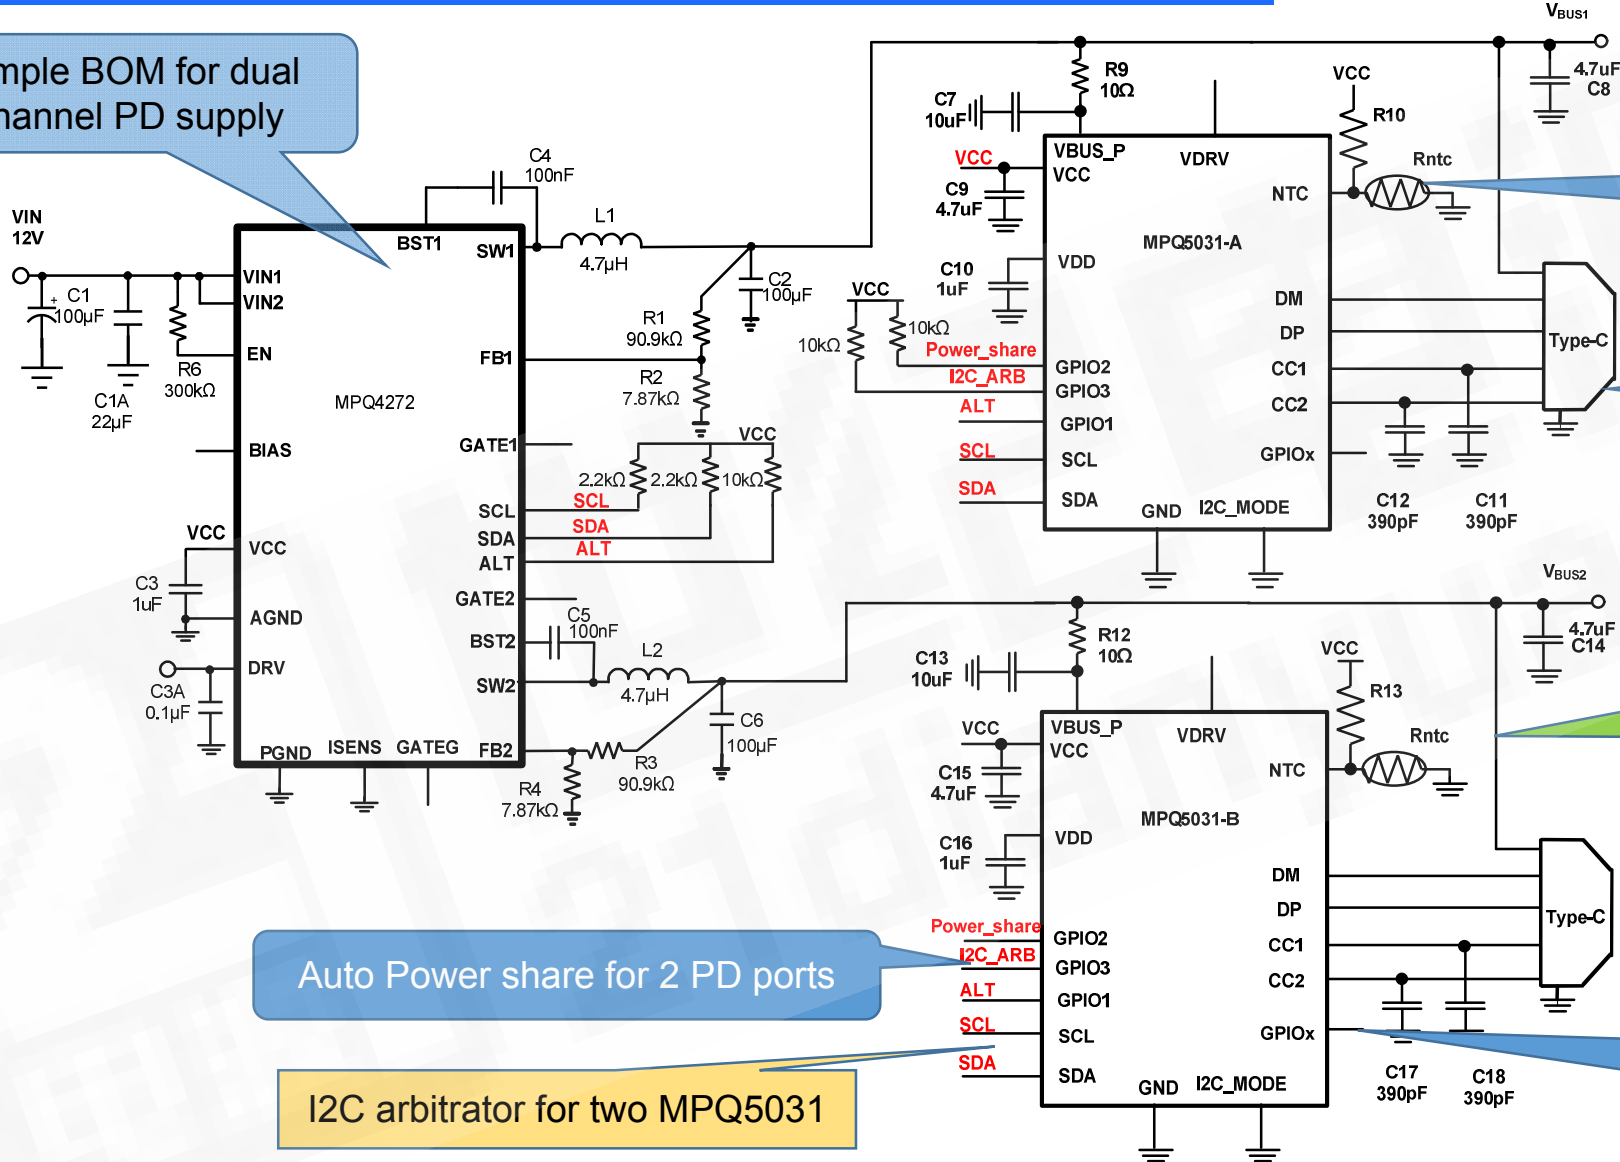 mple BOM for dual
hannel PD supply
VIN
12V
C1
100µF
C1A
22µF
R6
300kΩ
VIN1
VIN2
EN
BIAS
VCC
VCC
AGND
DRV
C3
1uF
C3A
0.1µF
PGND
ISENS
GATEG
MPQ4272
BST1
SW1
FB1
GATE1
SCL
SDA
ALT
GATE2
BST2
SW2
FB2
C4
100nF
L1
4.7µH
C2
100µF
R1
90.9kΩ
R2
7.87kΩ
VCC
2.2kΩ
2.2kΩ
10kΩ
SCL
SDA
ALT
C5
100nF
L2
4.7µH
C6
100µF
R3
90.9kΩ
R4
7.87kΩ
VBUS1
4.7uF
C8
R9
10Ω
C7
10uF
VCC
C9
4.7uF
C10
1uF
VCC
10kΩ
10kΩ
Power_share
I2C_ARB
ALT
SCL
SDA
VBUS_P
VCC
VDRV
NTC
MPQ5031-A
VDD
DM
DP
GPIO2
CC1
GPIO3
CC2
GPIO1
GPIOx
SCL
SDA
GND
I2C_MODE
VCC
R10
Rntc
Type-C
C12
390pF
C11
390pF
VBUS2
4.7uF
C14
R12
10Ω
C13
10uF
VCC
C15
4.7uF
C16
1uF
Power_share
I2C_ARB
ALT
SCL
SDA
VBUS_P
VCC
VDRV
NTC
MPQ5031-B
VDD
DM
DP
GPIO2
CC1
GPIO3
CC2
GPIO1
GPIOx
SCL
SDA
GND
I2C_MODE
VCC
R13
Rntc
Type-C
C17
390pF
C18
390pF
Auto Power share for 2 PD ports
I2C arbitrator for two MPQ5031